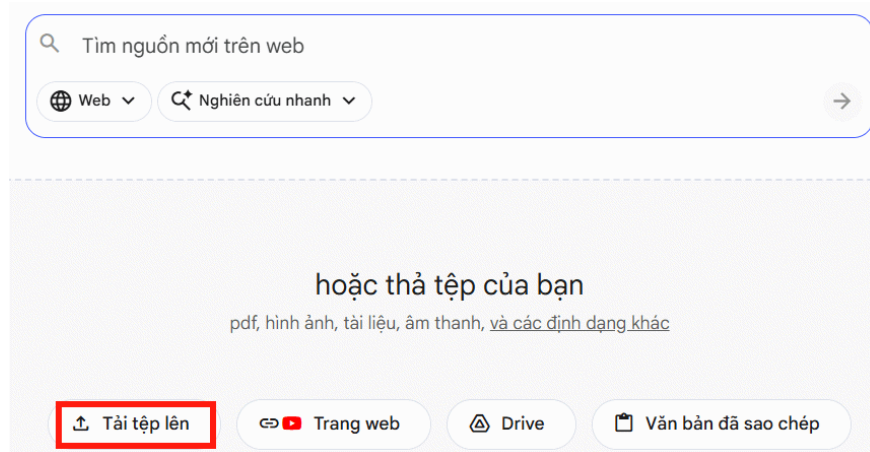 Tìm nguồn mới trên web
Web Nghiên cứu nhanh
hoặc thả tệp của bạn
pdf, hình ảnh, tài liệu, âm thanh, và các định dạng khác
Tải tệp lên Trang web Drive Văn bản đã sao chép